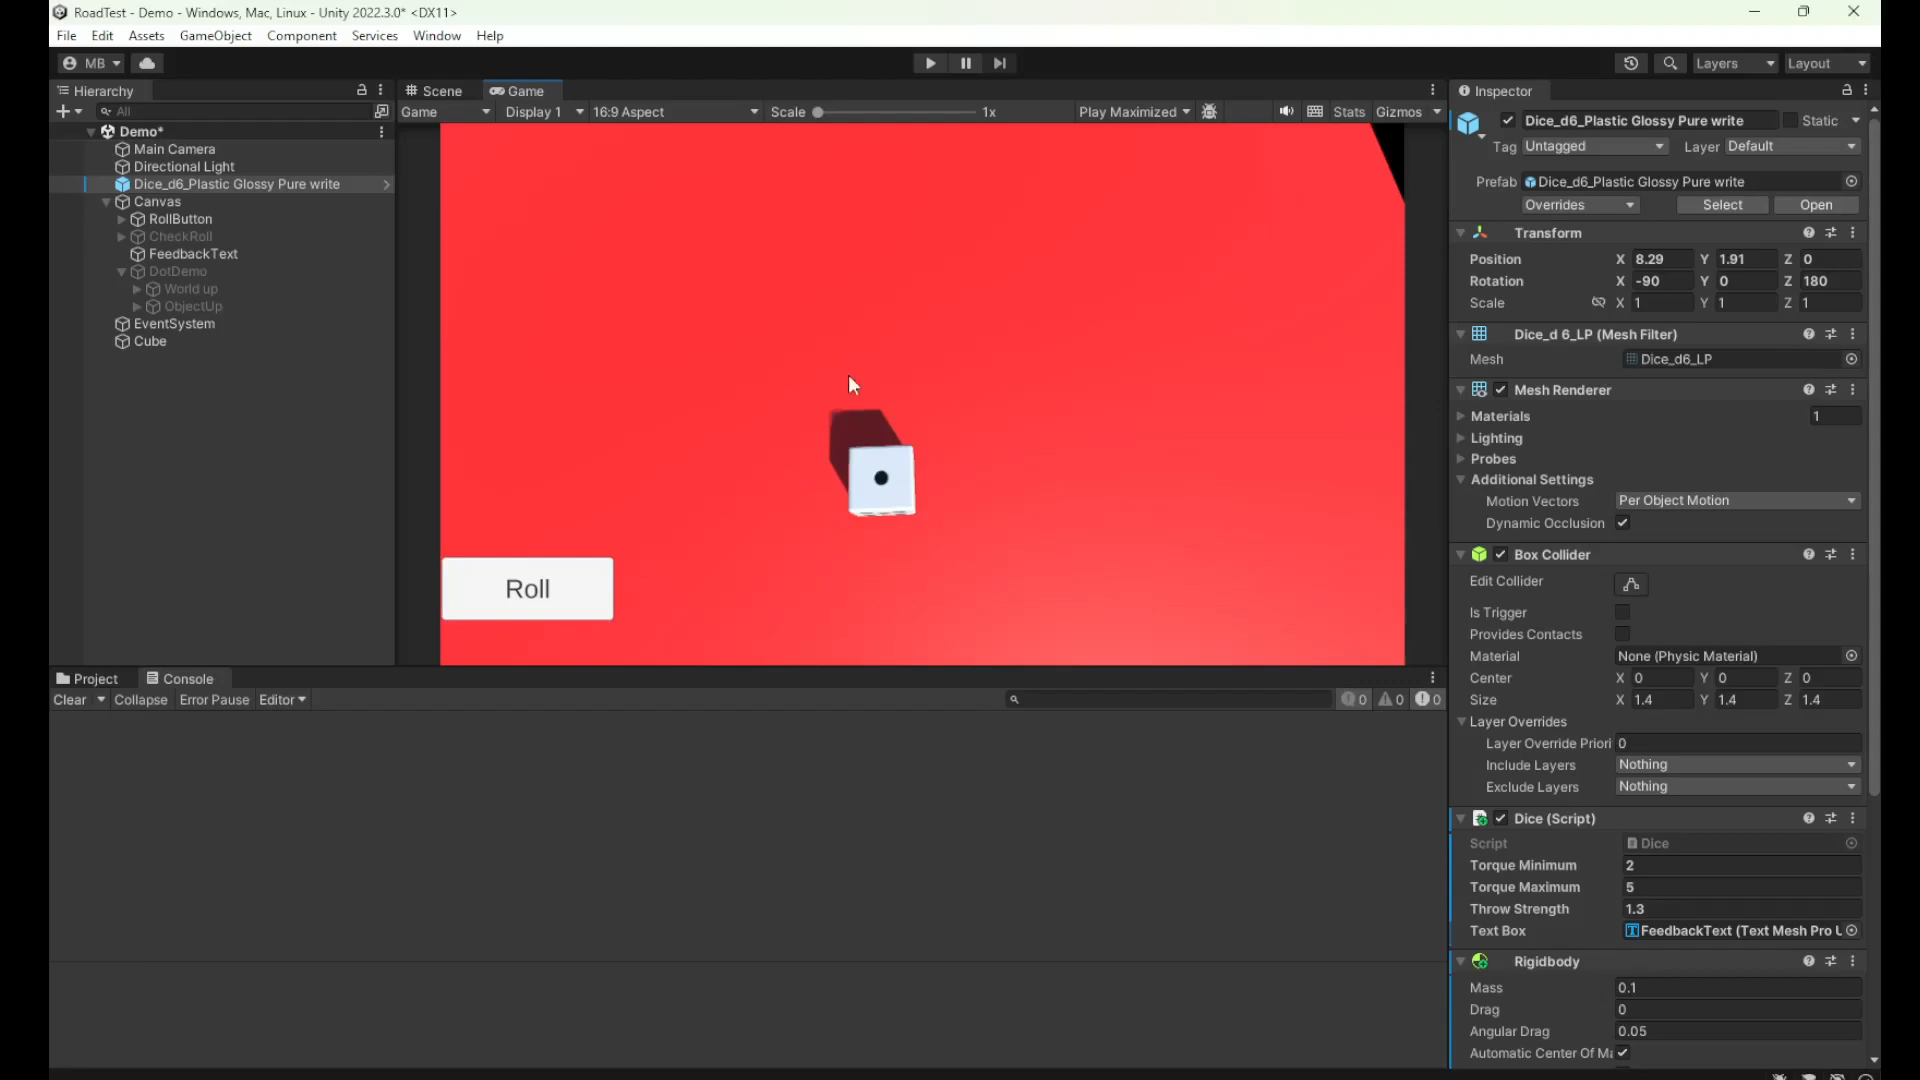 RoadTest - Demo - Windows, Mac, Linux - Unity 2022.3.0* <DX11>
File Edit Assets GameObject Component Services Window Help
MB Layers Layout
Hierarchy
All
Demo*
Main Camera
Directional Light
Dice_d6_Plastic Glossy Pure write
Canvas
RollButton
CheckRoll
FeedbackText
DotDemo
World up
ObjectUp
EventSystem
Cube
Scene Game
Game Display 1 16:9 Aspect Scale 1x Play Maximized Stats Gizmos
Roll
Project Console
Clear Collapse Error Pause Editor 0 0 0
Inspector
Dice_d6_Plastic Glossy Pure write Static
Tag Untagged Layer Default
Prefab Dice_d6_Plastic Glossy Pure write
Overrides Select Open
Transform
Position X 8.29 Y 1.91 Z 0
Rotation X -90 Y 0 Z 180
Scale X 1 Y 1 Z 1
Dice_d 6_LP (Mesh Filter)
Mesh Dice_d6_LP
Mesh Renderer
Materials 1
Lighting
Probes
Additional Settings
Motion Vectors Per Object Motion
Dynamic Occlusion
Box Collider
Edit Collider
Is Trigger
Provides Contacts
Material None (Physic Material)
Center X 0 Y 0 Z 0
Size X 1.4 Y 1.4 Z 1.4
Layer Overrides
Layer Override Priori 0
Include Layers Nothing
Exclude Layers Nothing
Dice (Script)
Script Dice
Torque Minimum 2
Torque Maximum 5
Throw Strength 1.3
Text Box FeedbackText (Text Mesh Pro U
Rigidbody
Mass 0.1
Drag 0
Angular Drag 0.05
Automatic Center Of Ma